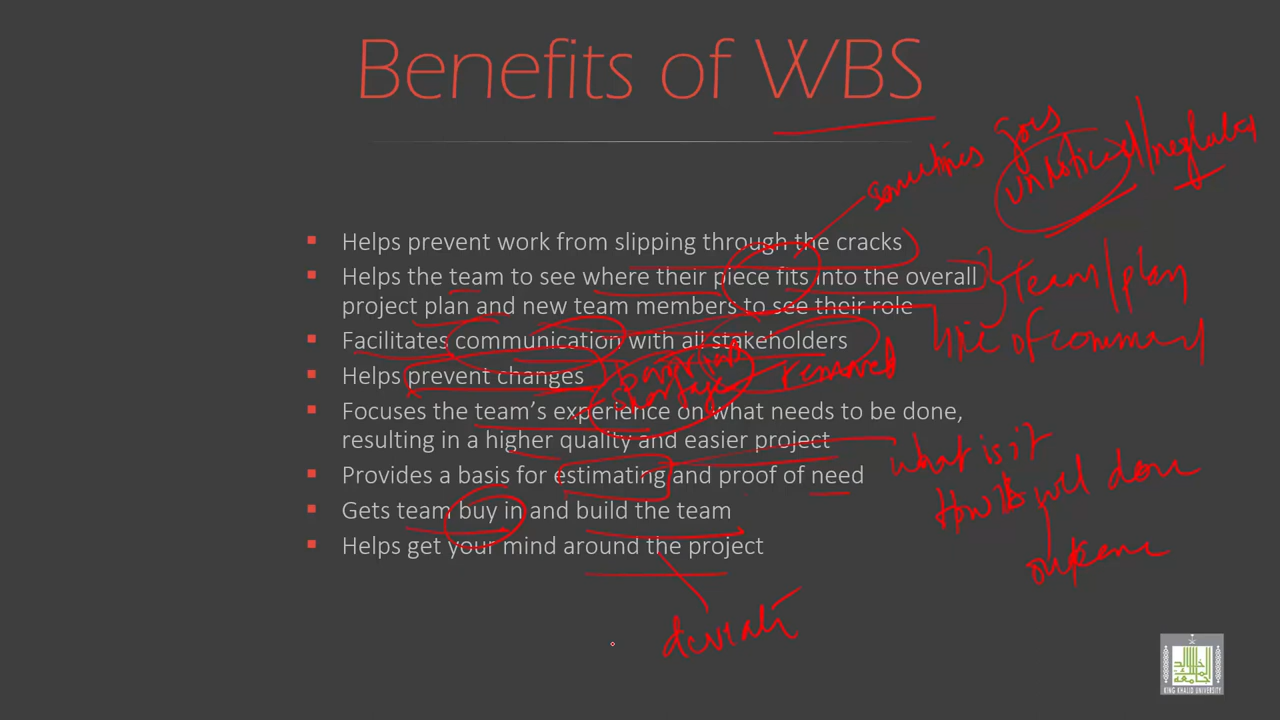 Benefits of WBS
sometimes goes
unnoticed/neglected
Helps prevent work from slipping through the cracks
Helps the team to see where their piece fits into the overall
project plan and new team members to see their role
Team/plan
Facilitates communication with all stakeholders
of command
Helps prevent changes
removed
Focuses the team's experience on what needs to be done,
resulting in a higher quality and easier project
what is it
Provides a basis for estimating and proof of need
How will done
Gets team buy in and build the team
Helps get your mind around the project
KING KHALID UNIVERSITY